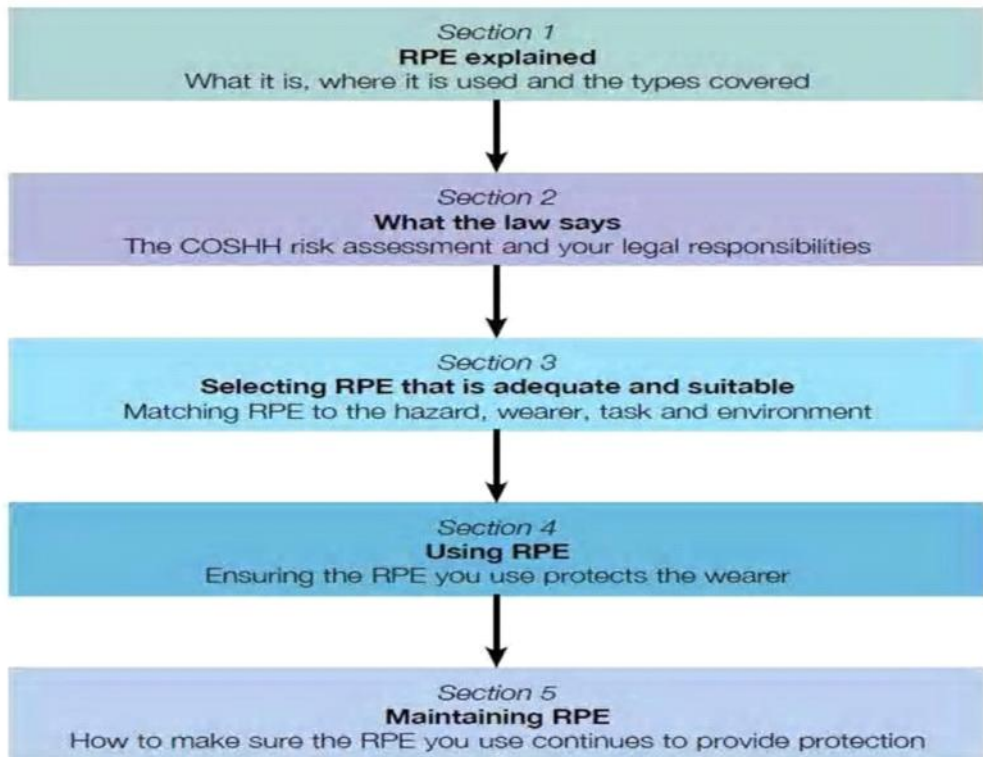 Section 1
RPE explained
What it is, where it is used and the types covered
Section 2
What the law says
The COSHH risk assessment and your legal responsibilities
Section 3
Selecting RPE that is adequate and suitable
Matching RPE to the hazard, wearer, task and environment
Section 4
Using RPE
Ensuring the RPE you use protects the wearer
Section 5
Maintaining RPE
How to make sure the RPE you use continues to provide protection